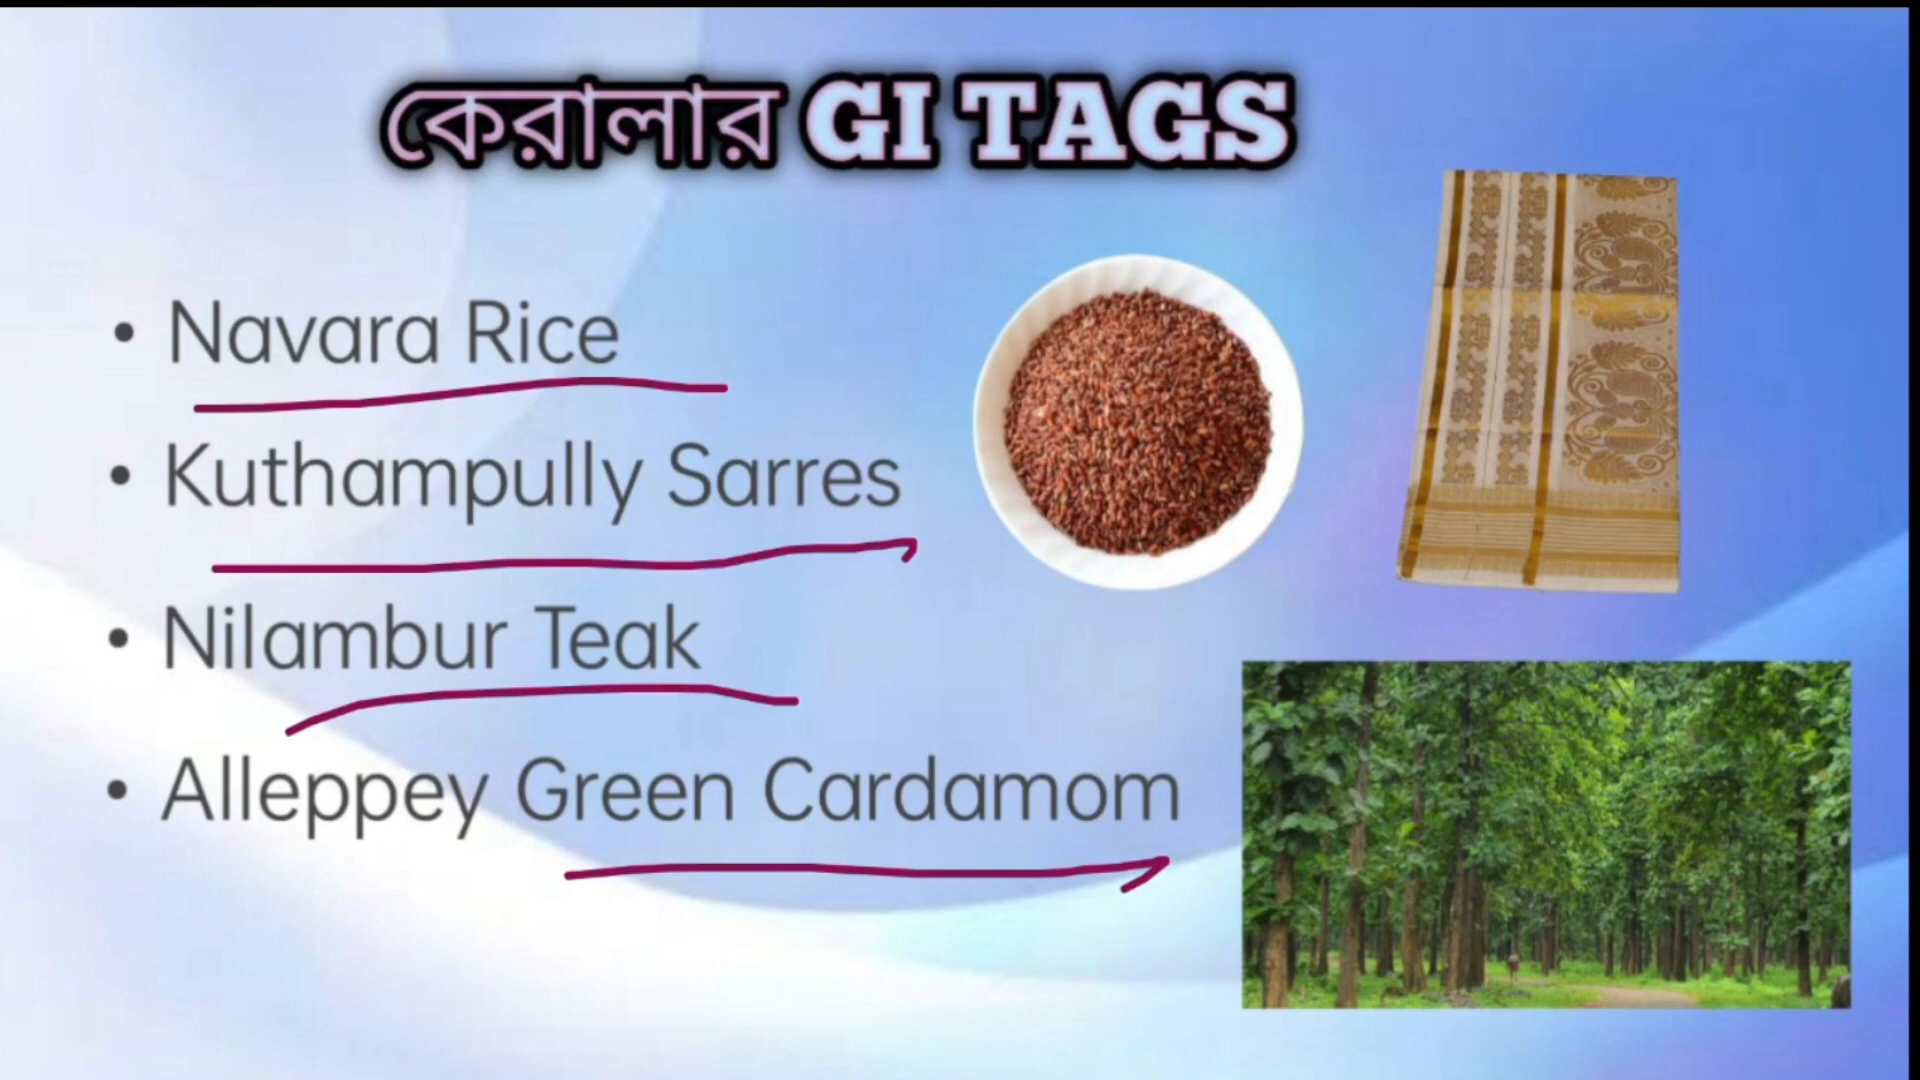 কেরালার GI TAGS
• Navara Rice
• Kuthampully Sarres
• Nilambur Teak
• Alleppey Green Cardamom